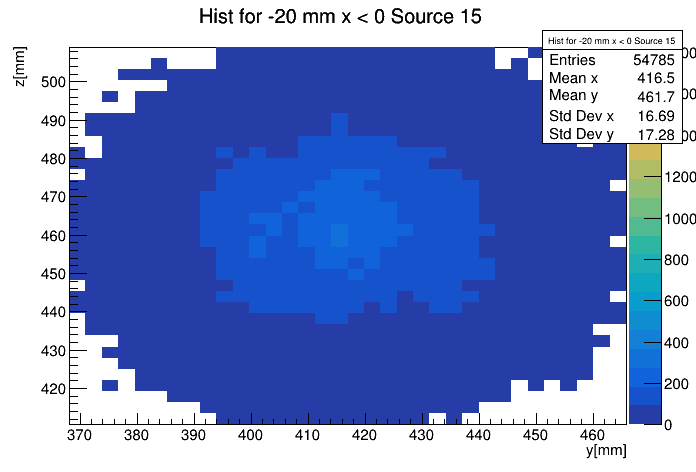 Hist for -20 mm x < 0 Source 15
Hist for -20 mm x < 0 Source 15
Entries 54785
Mean x 416.5
Mean y 461.7
Std Dev x 16.69
Std Dev y 17.28
z[mm]
500
490
480
470
460
450
440
430
420
370 380 390 400 410 420 430 440 450 460
y[mm]
1200
1000
800
600
400
200
0